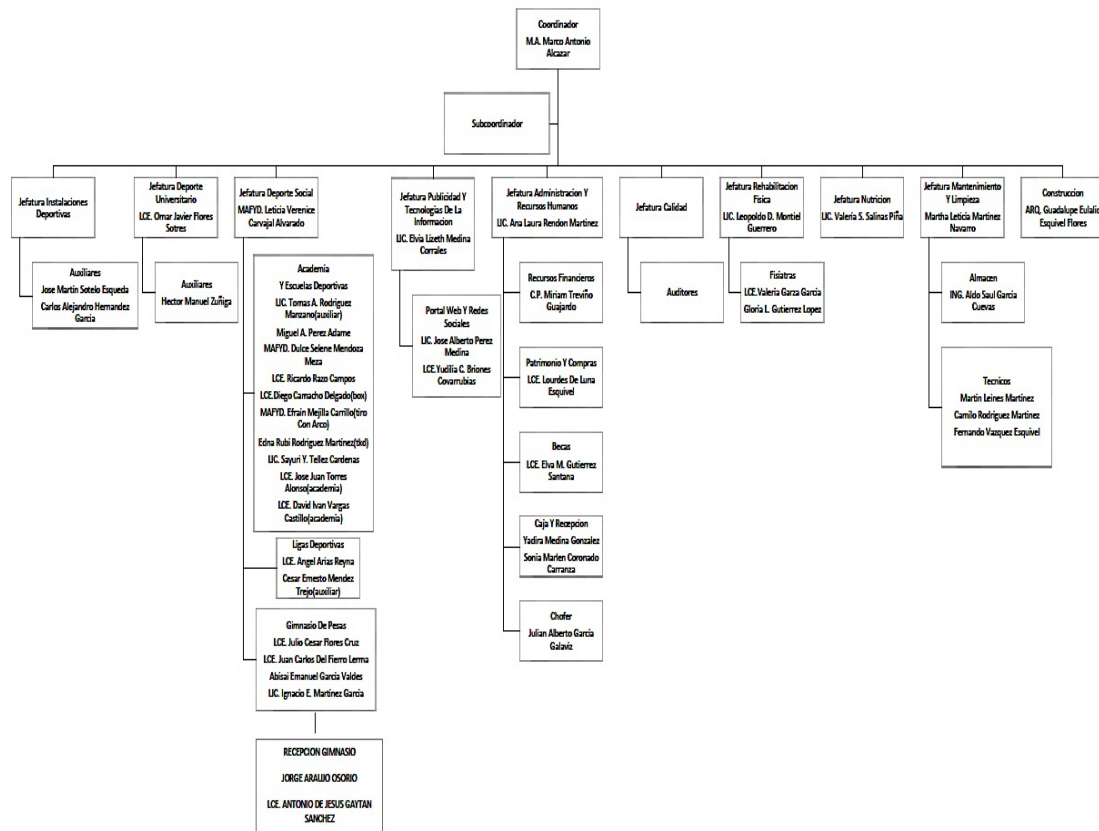 Coordinador
M.A. Marco Antonio
Alcazar
Subcoordinador
Jefatura Instalaciones
Deportivas
Auxiliares
Jose Martin Sotelo Esqueda
Carlos Alejandro Hernandez
Garcia
Jefatura Deporte
Universitario
LCE. Omar Javier Flores
Sotres
Auxiliares
Hector Manuel Zuñiga
Jefatura Deporte Social
MAFYD. Leticia Verenice
Carvajal Alvarado
Academia
Y Escuelas Deportivas
LIC. Tomas A. Rodriguez
Manzano(auxiliar)
Miguel A. Perez Adame
MAFYD. Dulce Selene Mendoza
Meza
LCE. Ricardo Razo Campos
LCE.Diego Camacho Delgado(box)
MAFYD. Efrain Mejilla Carrillo(tiro
Con Arco)
Edna Rubi Rodriguez Martinez(tkd)
LIC. Sayuri Y. Tellez Cardenas
LCE. Jose Juan Torres
Alonso(academia)
LCE. David Ivan Vargas
Castillo(academia)
Ligas Deportivas
LCE. Angel Arias Reyna
Cesar Ernesto Mendez
Trejo(auxiliar)
Gimnasio De Pesas
LCE. Julio Cesar Flores Cruz
LCE. Juan Carlos Del Fierro Lerma
Abisai Emanuel Garcia Valdes
LIC. Ignacio E. Martinez Garcia
RECEPCION GIMNASIO
JORGE ARAUJO OSORIO
LCE. ANTONIO DE JESUS GAYTAN
SANCHEZ
Jefatura Publicidad Y
Tecnologias De La
Informacion
LIC. Elvia Lizeth Medina
Corrales
Portal Web Y Redes
Sociales
LIC. Jose Alberto Perez
Medina
LCE.Yudilia C. Briones
Covarrubias
Jefatura Administracion Y
Recursos Humanos
LIC. Ana Laura Rendon Martinez
Recursos Financieros
C.P. Miriam Treviño
Guajardo
Patrimonio Y Compras
LCE. Lourdes De Luna
Esquivel
Becas
LCE. Elva M. Gutierrez
Santana
Caja Y Recepcion
Yadira Medina Gonzalez
Sonia Marlen Coronado
Carranza
Chofer
Julian Alberto Garcia
Galaviz
Jefatura Calidad
Auditores
Jefatura Rehabilitacion
Fisica
LIC. Leopoldo D. Montiel
Guerrero
Fisiatras
LCE.Valeria Garza Garcia
Gloria L. Gutierrez Lopez
Jefatura Nutricion
LIC. Valeria S. Salinas Piña
Jefatura Mantenimiento
Y Limpieza
Martha Leticia Martinez
Navarro
Almacen
ING. Aldo Saul Garcia
Cuevas
Tecnicos
Martin Leines Martinez
Camilo Rodriguez Martinez
Fernando Vazquez Esquivel
Construccion
ARQ. Guadalupe Eulalio
Esquivel Flores